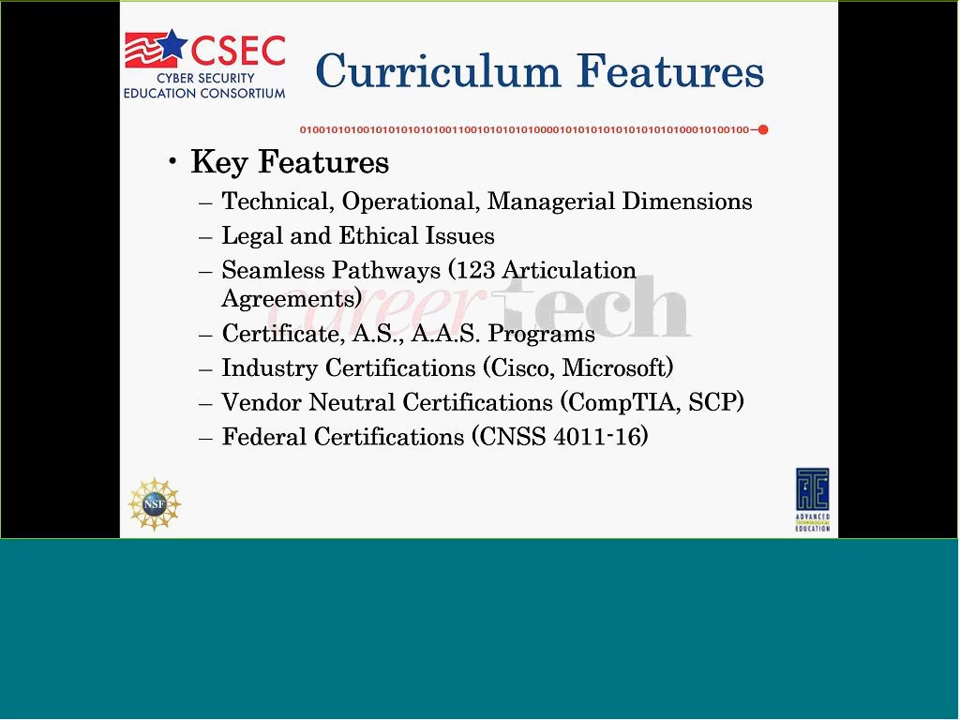 CSEC
CYBER SECURITY
EDUCATION CONSORTIUM
Curriculum Features
• Key Features
– Technical, Operational, Managerial Dimensions
– Legal and Ethical Issues
– Seamless Pathways (123 Articulation
Agreements)
careertech
– Certificate, A.S., A.A.S. Programs
– Industry Certifications (Cisco, Microsoft)
– Vendor Neutral Certifications (CompTIA, SCP)
– Federal Certifications (CNSS 4011-16)
NSF
ATE
ADVANCED
TECHNOLOGICAL
EDUCATION